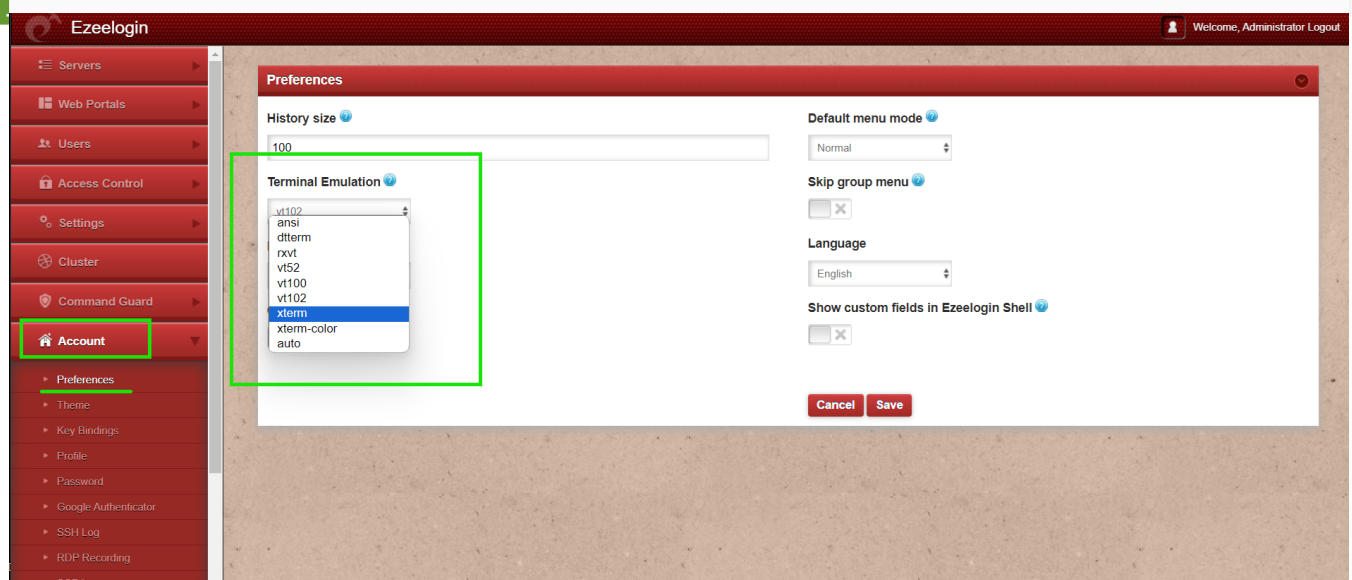 Ezeelogin
Welcome, Administrator Logout
Servers
Web Portals
Users
Access Control
Settings
Cluster
Command Guard
Account
Preferences
Theme
Key Bindings
Profile
Password
Google Authenticator
SSH Log
RDP Recording
Preferences
History size
100
Terminal Emulation
vt102
ansi
dtterm
rxvt
vt52
vt100
vt102
xterm
xterm-color
auto
Default menu mode
Normal
Skip group menu
Language
English
Show custom fields in Ezeelogin Shell
Cancel Save